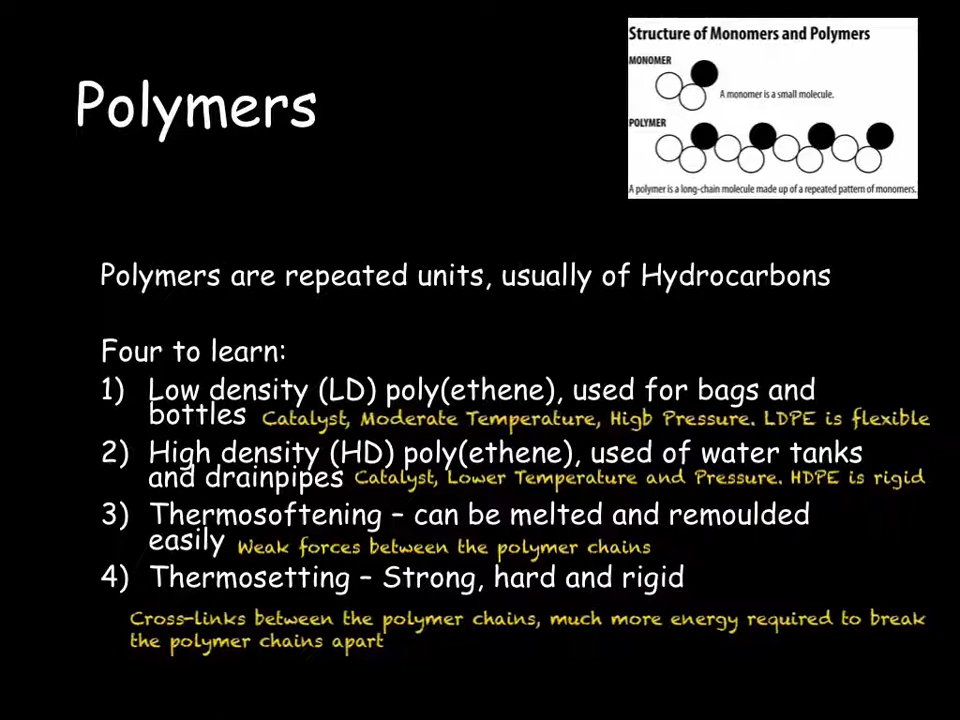 Structure of Monomers and Polymers
MONOMER
A monomer is a small molecule.
POLYMER
A polymer is a long-chain molecule made up of a repeated pattern of monomers.
Polymers
Polymers are repeated units, usually of Hydrocarbons
Four to learn:
1) Low density (LD) poly(ethene), used for bags and
bottles Catalyst, Moderate Temperature, High Pressure. LDPE is flexible
2) High density (HD) poly(ethene), used of water tanks
and drainpipes Catalyst, Lower Temperature and Pressure. HDPE is rigid
3) Thermosoftening – can be melted and remoulded
easily Weak forces between the polymer chains
4) Thermosetting – Strong, hard and rigid
Cross-links between the polymer chains, much more energy required to break
the polymer chains apart